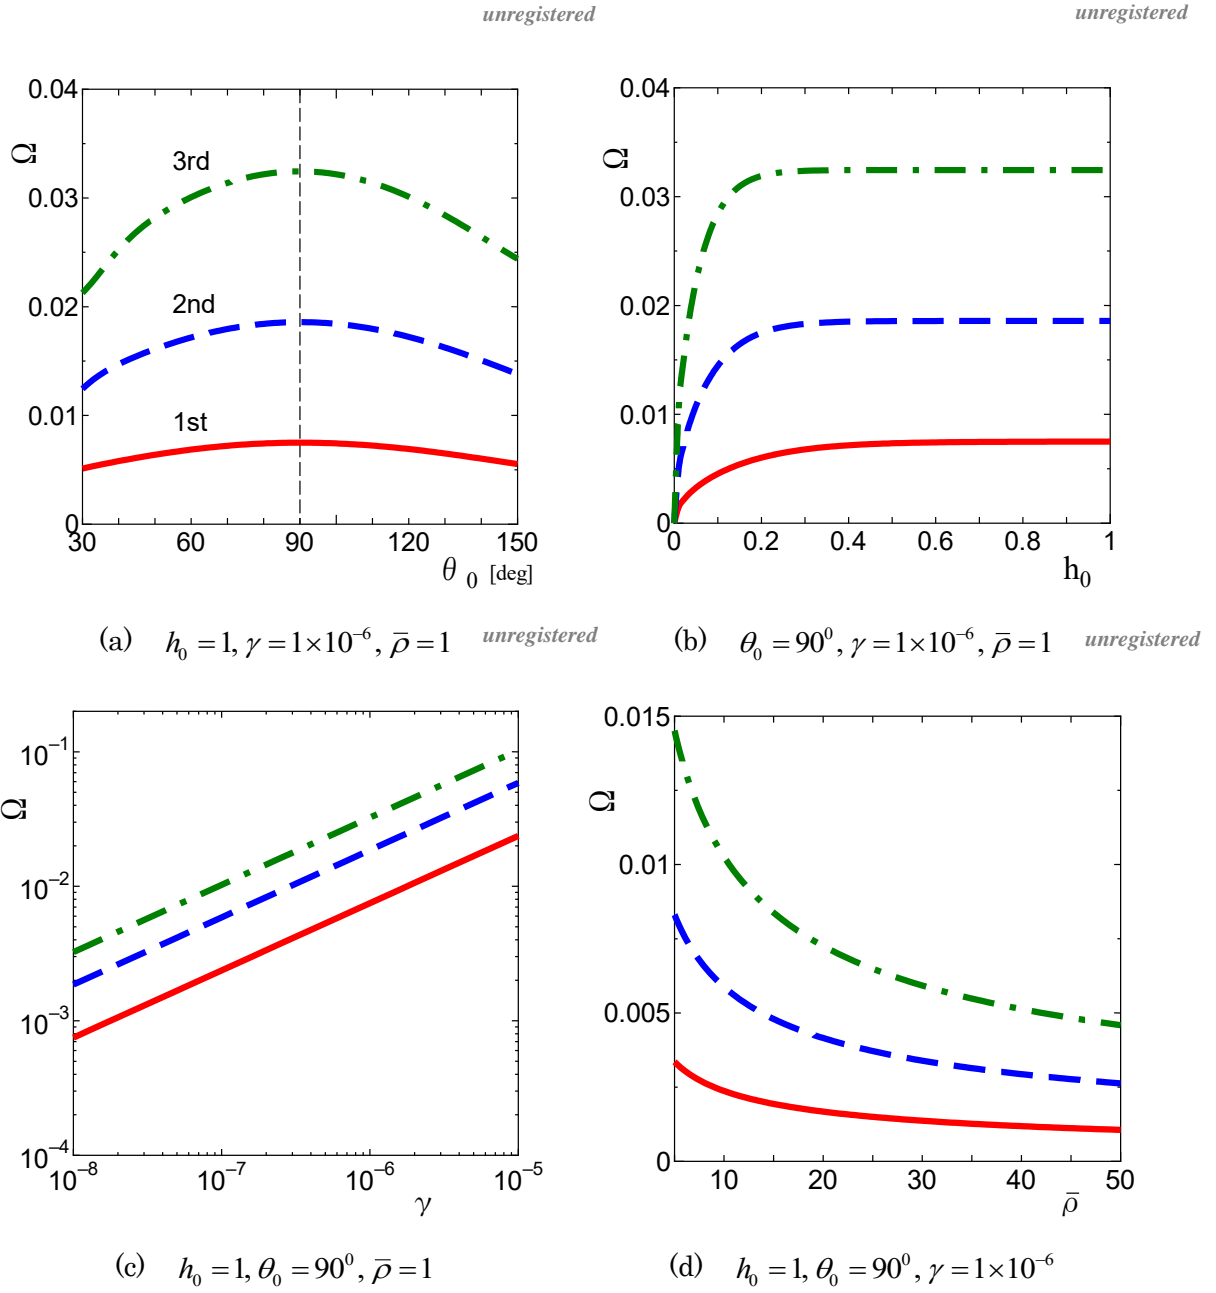 unregistered
unregistered
0.04
Ω
3rd
0.03
2nd
0.02
1st
0.01
0
30 60 90 120 150
θ 0 [deg]
0.04
Ω
0.03
0.02
0.01
0
0 0.2 0.4 0.6 0.8 1
h₀
(a) h₀ = 1, γ = 1×10⁻⁶, ρ̄ = 1
unregistered
(b) θ₀ = 90⁰, γ = 1×10⁻⁶, ρ̄ = 1
unregistered
10⁻¹
Ω
10⁻²
10⁻³
10⁻⁴
10⁻⁸ 10⁻⁷ 10⁻⁶ 10⁻⁵
γ
0.015
Ω
0.01
0.005
0
10 20 30 40 50
ρ̄
(c) h₀ = 1, θ₀ = 90⁰, ρ̄ = 1
(d) h₀ = 1, θ₀ = 90⁰, γ = 1×10⁻⁶